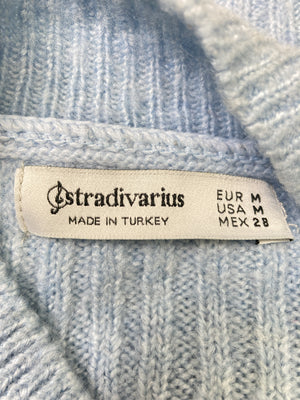 stradivarius
MADE IN TURKEY
EUR M
USA M
MEX 28